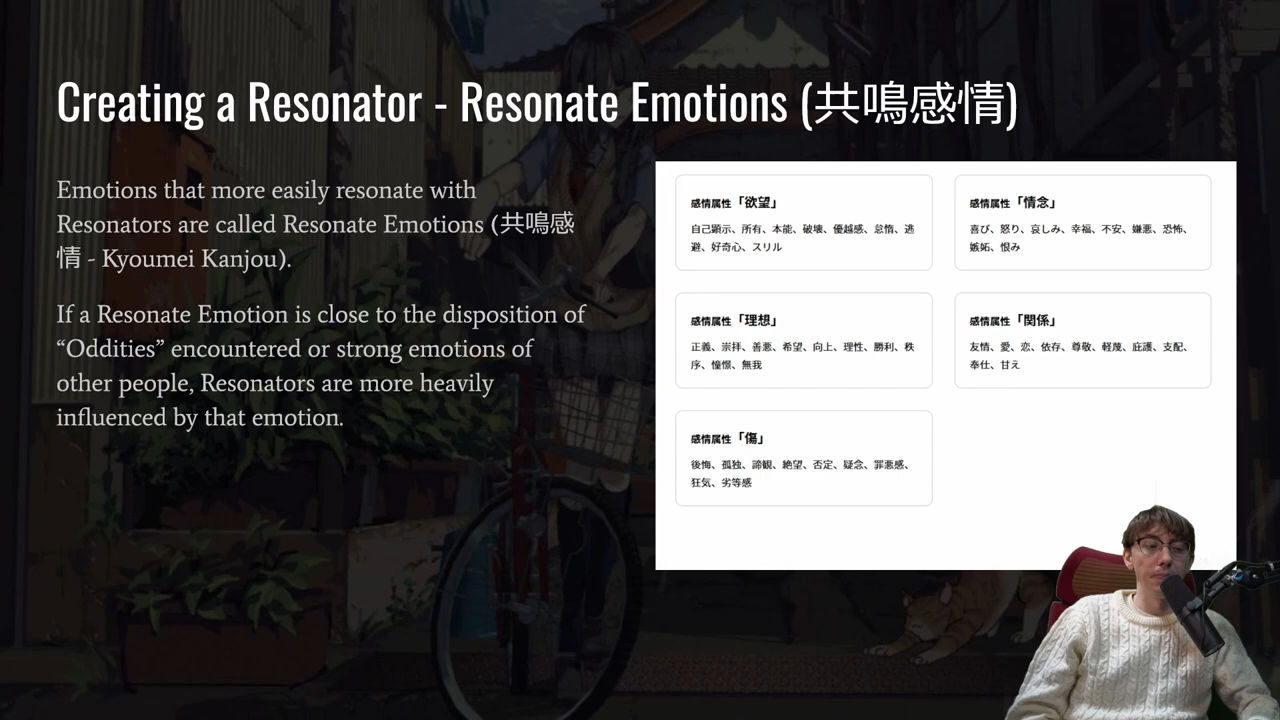 Creating a Resonator - Resonate Emotions (共鳴感情)
Emotions that more easily resonate with
Resonators are called Resonate Emotions (共鳴感
情 - Kyoumei Kanjou).
If a Resonate Emotion is close to the disposition of
“Oddities” encountered or strong emotions of
other people, Resonators are more heavily
influenced by that emotion.
感情属性「欲望」
自己顕示、所有、本能、破壊、優越感、怠惰、逃
避、好奇心、スリル
感情属性「情念」
喜び、怒り、哀しみ、幸福、不安、嫌悪、恐怖、
嫉妬、恨み
感情属性「理想」
正義、崇拝、善悪、希望、向上、理性、勝利、秩
序、憧憬、無我
感情属性「関係」
友情、愛、恋、依存、尊敬、軽蔑、庇護、支配、
奉仕、甘え
感情属性「傷」
後悔、孤独、諦観、絶望、否定、疑念、罪悪感、
狂気、劣等感